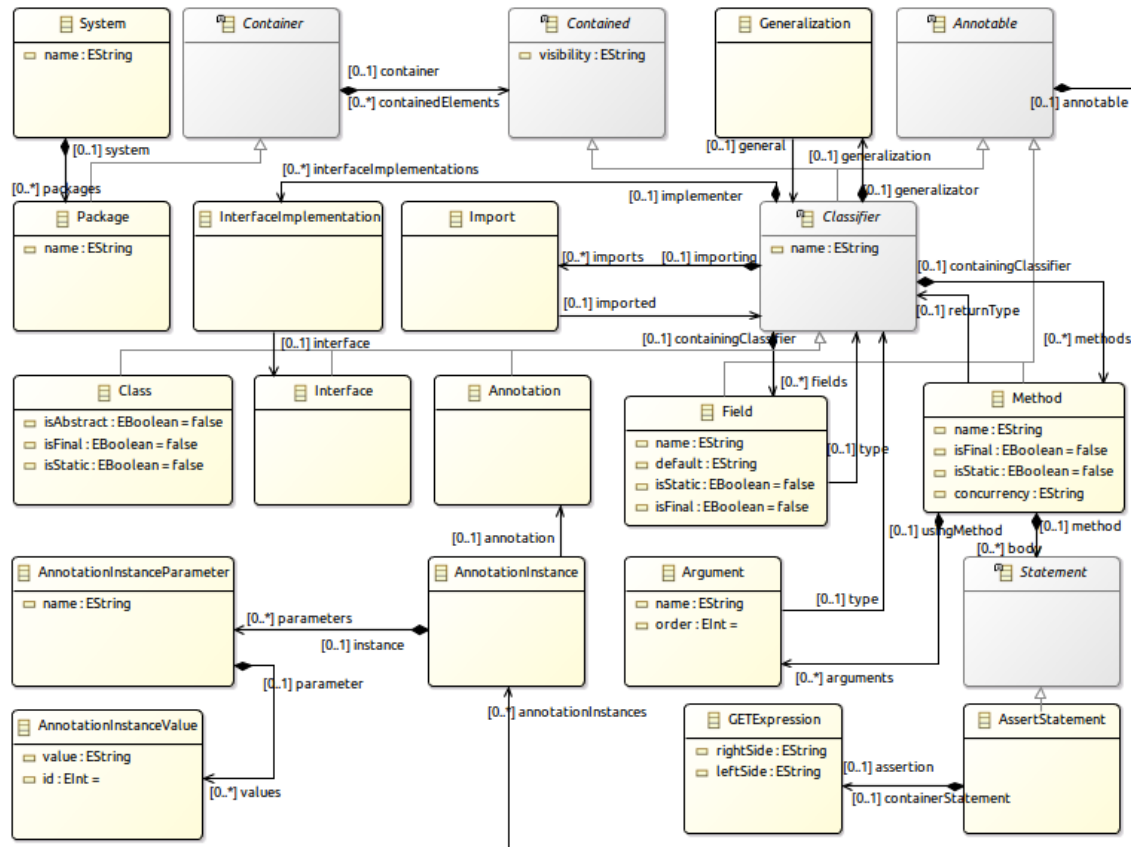 System
name : EString
Container
Contained
visibility : EString
Generalization
Annotable
[0..1] container
[0..*] containedElements
[0..1] annotable
[0..1] system
[0..*] packages
[0..1] general
[0..1] generalization
[0..1] generalizator
[0..*] interfaceImplementations
[0..1] implementer
Package
name : EString
InterfaceImplementation
Import
Classifier
name : EString
[0..*] imports
[0..1] importing
[0..1] imported
[0..1] containingClassifier
[0..1] returnType
[0..*] methods
[0..1] interface
[0..1] containingClassifier
[0..*] fields
Class
isAbstract : EBoolean = false
isFinal : EBoolean = false
isStatic : EBoolean = false
Interface
Annotation
Field
name : EString
default : EString
isStatic : EBoolean = false
isFinal : EBoolean = false
[0..1] type
Method
name : EString
isFinal : EBoolean = false
isStatic : EBoolean = false
concurrency : EString
[0..1] annotation
[0..1] usingMethod
[0..1] method
[0..*] body
AnnotationInstanceParameter
name : EString
AnnotationInstance
[0..*] parameters
[0..1] instance
Argument
name : EString
order : EInt =
[0..1] type
[0..*] arguments
Statement
[0..1] parameter
[0..*] annotationInstances
AnnotationInstanceValue
value : EString
id : EInt =
[0..*] values
GETExpression
rightSide : EString
leftSide : EString
[0..1] assertion
[0..1] containerStatement
AssertStatement